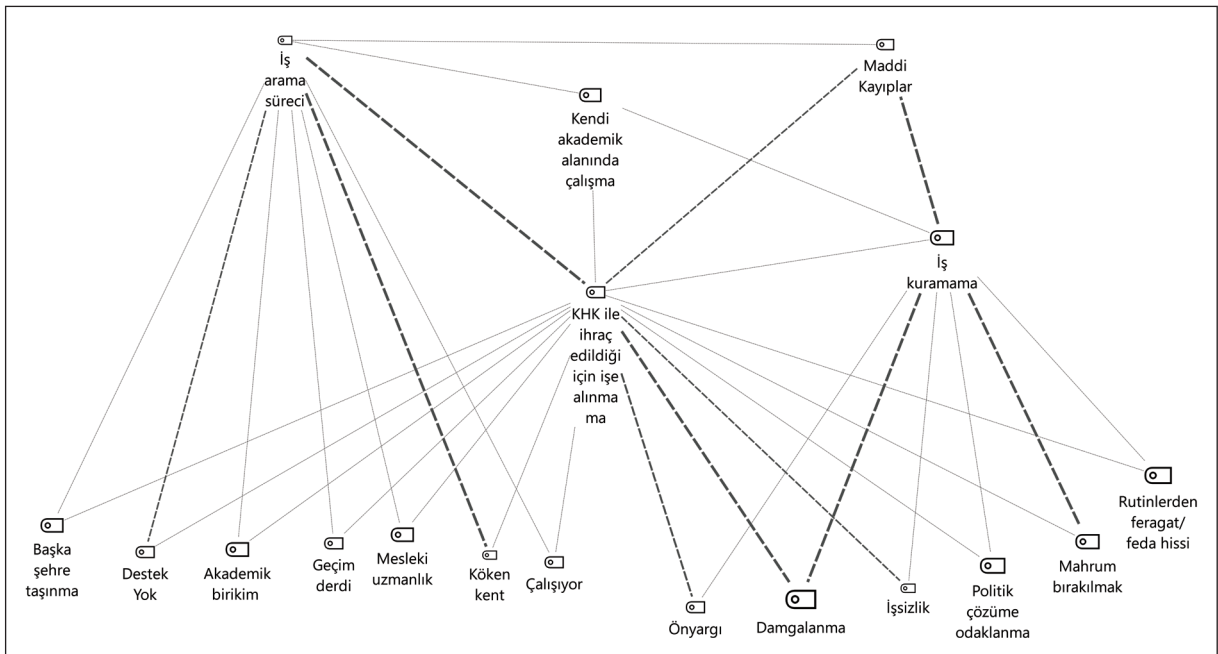 İş
arama
süreci
Maddi
Kayıplar
Kendi
akademik
alanında
çalışma
İş
kuramama
KHK ile
ihraç
edildiği
için işe
alınma
ma
Başka
şehre
taşınma
Destek
Yok
Akademik
birikim
Geçim
derdi
Mesleki
uzmanlık
Köken
kent
Çalışıyor
Önyargı
Damgalanma
İşsizlik
Politik
çözüme
odaklanma
Mahrum
bırakılmak
Rutinlerden
feragat/
feda hissi